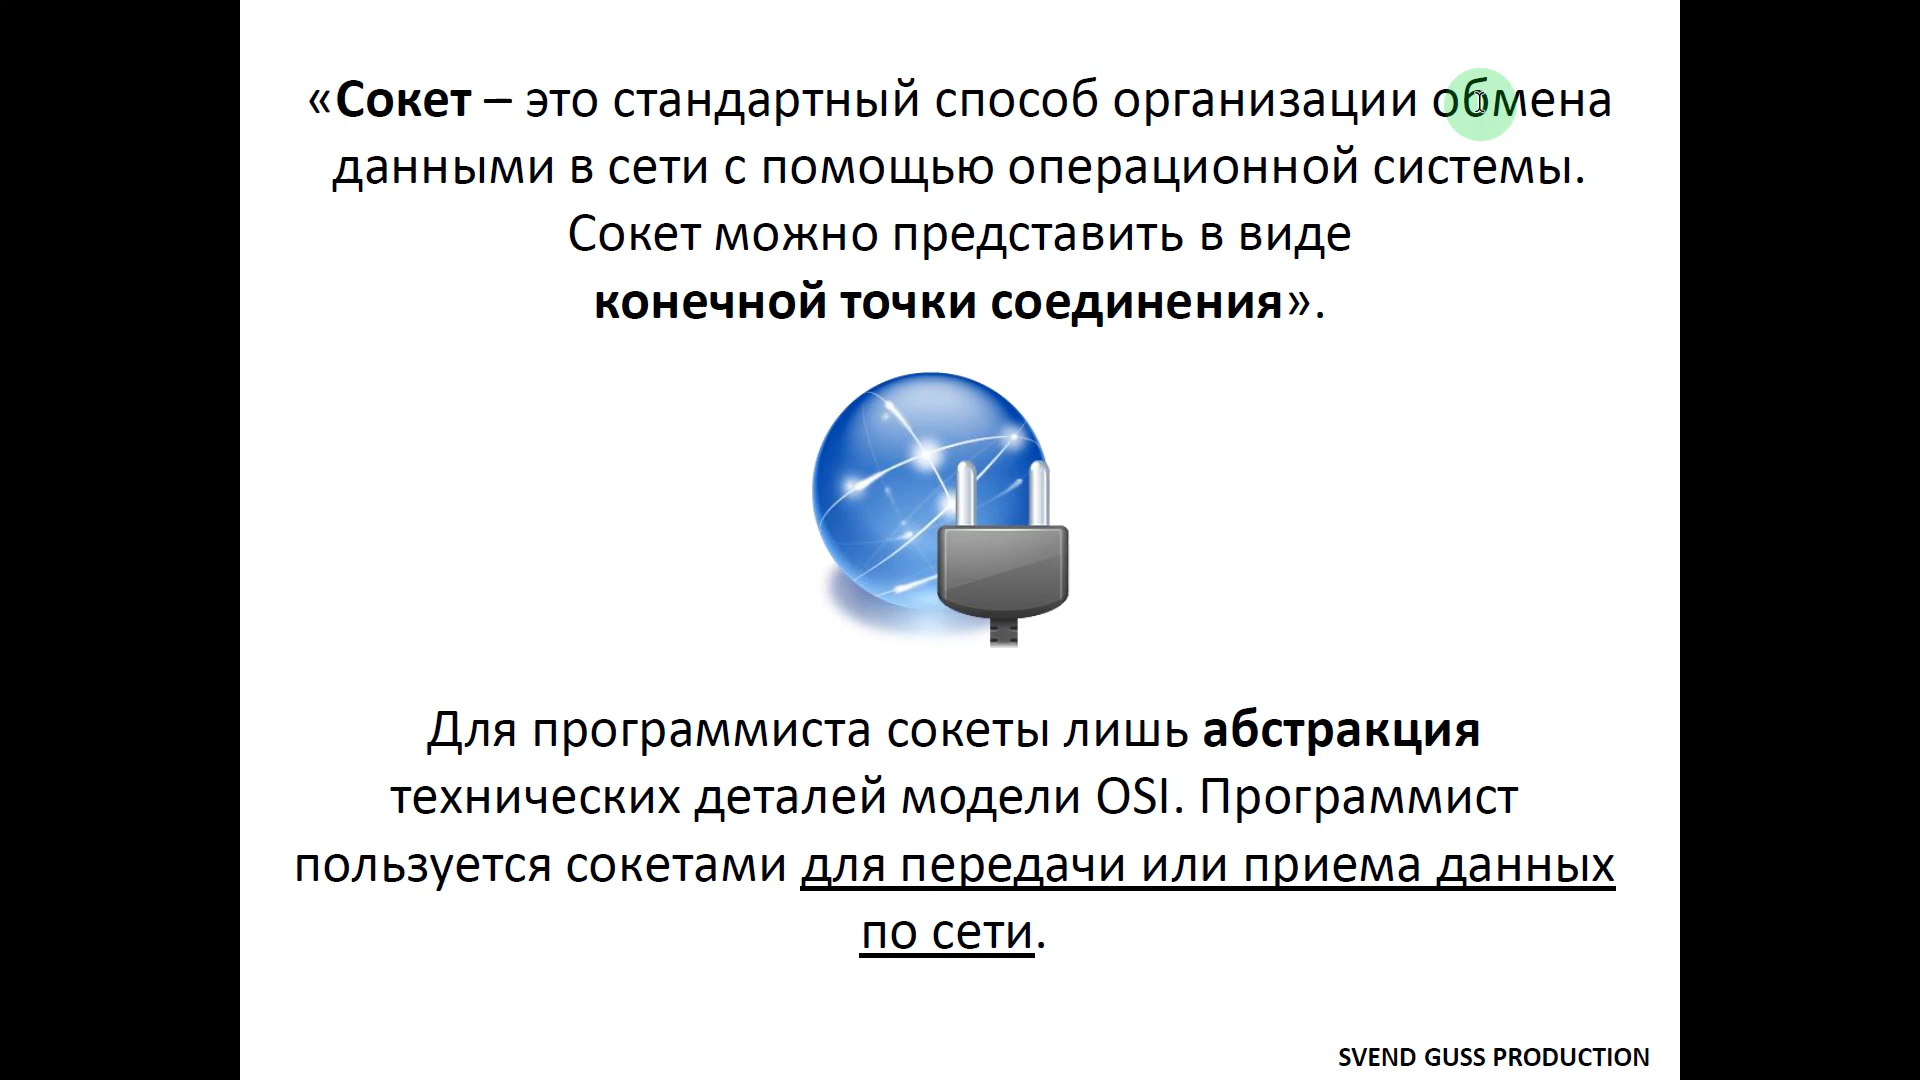 «Сокет – это стандартный способ организации обмена
данными в сети с помощью операционной системы.
Сокет можно представить в виде
конечной точки соединения».
Для программиста сокеты лишь абстракция
технических деталей модели OSI. Программист
пользуется сокетами для передачи или приема данных
по сети.
SVEND GUSS PRODUCTION